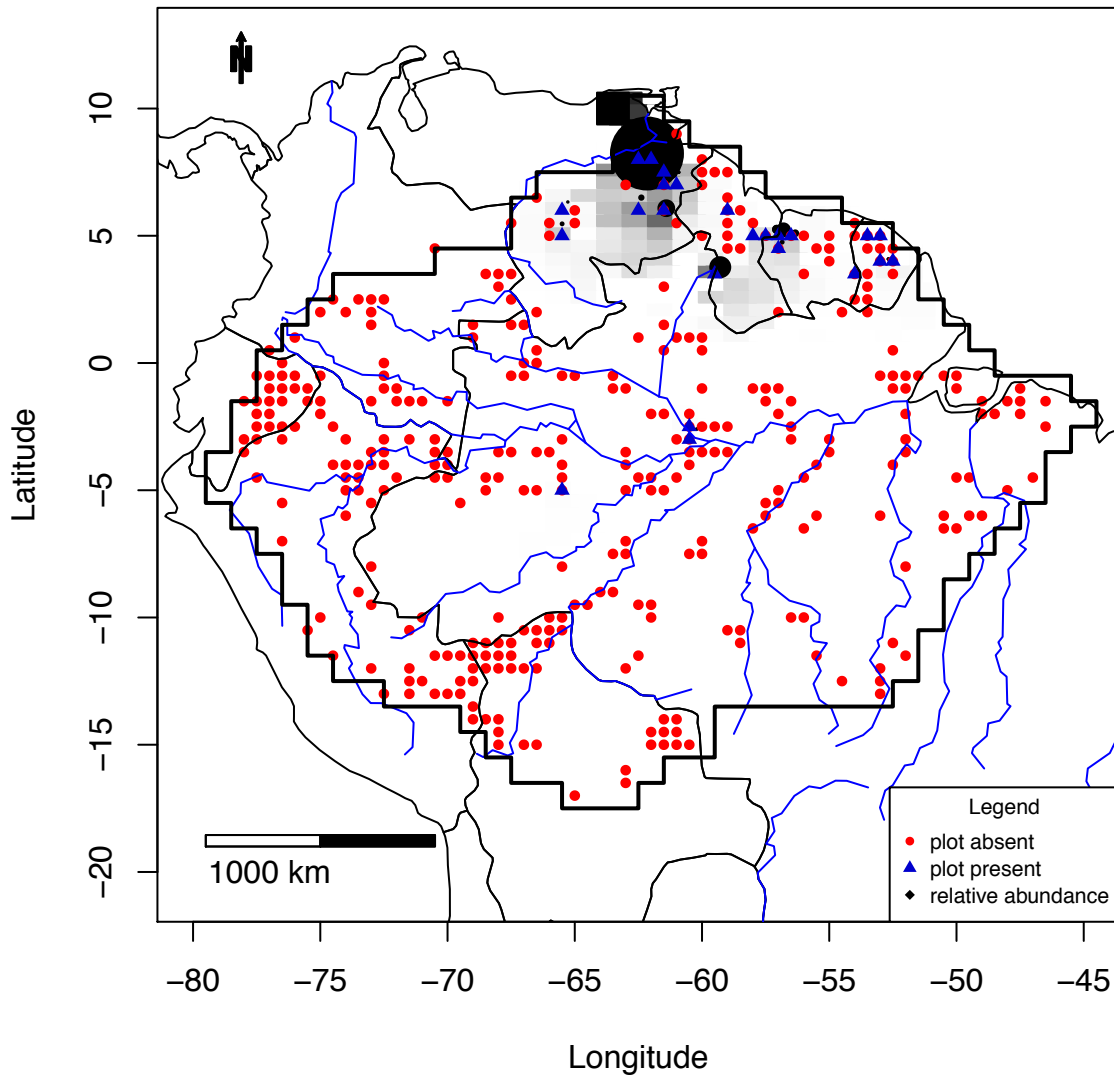 N
10
5
0
−5
−10
−15
−20
Latitude
1000 km
Legend
plot absent
plot present
relative abundance
−80
−75
−70
−65
−60
−55
−50
−45
Longitude